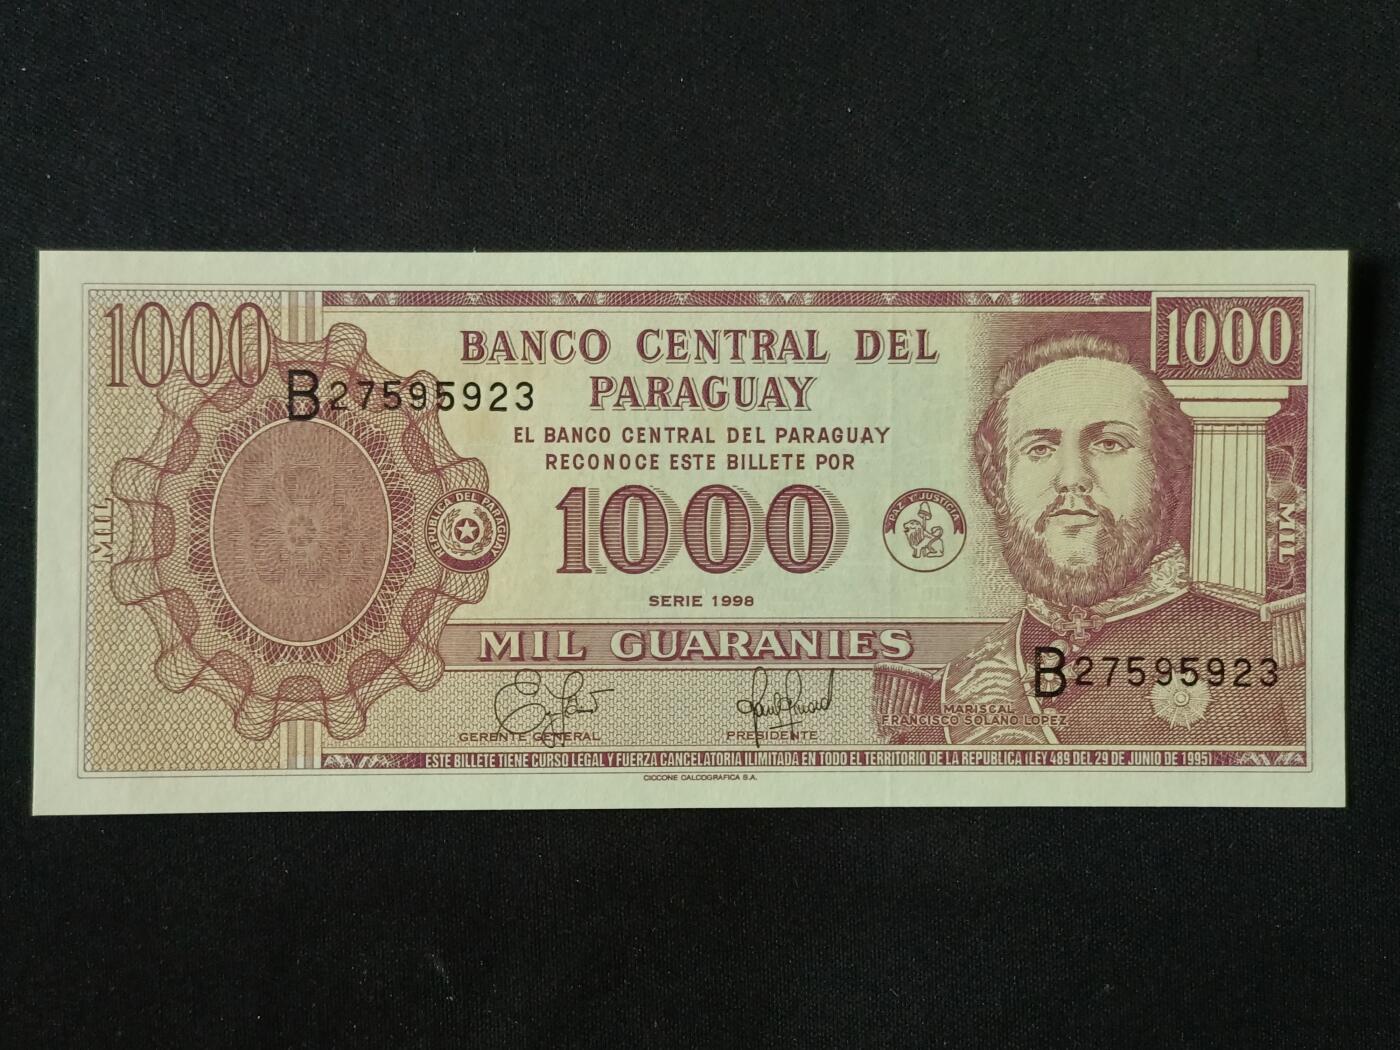 1000
1000
B27595923
BANCO CENTRAL DEL
PARAGUAY
EL BANCO CENTRAL DEL PARAGUAY
RECONOCE ESTE BILLETE POR
1000
MIL
REPUBLICA DEL PARAGUAY
PAZ Y JUSTICIA
MIL
SERIE 1998
MIL GUARANIES
B27595923
GERENTE GENERAL
PRESIDENTE
MARISCAL
FRANCISCO SOLANO LOPEZ
ESTE BILLETE TIENE CURSO LEGAL Y FUERZA CANCELATORIA ILIMITADA EN TODO EL TERRITORIO DE LA REPUBLICA (LEY 489 DEL 29 DE JUNIO DE 1995)
CICCONE CALCOGRAFICA S.A.